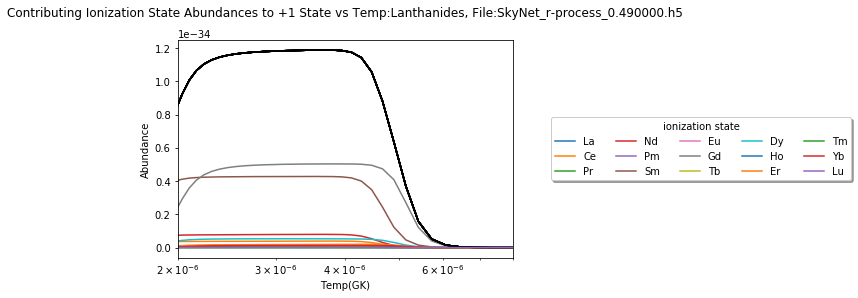 Contributing Ionization State Abundances to +1 State vs Temp:Lanthanides, File:SkyNet_r-process_0.490000.h5
1e−34
1.2
1.0
0.8
0.6
0.4
0.2
0.0
Abundance
2 × 10⁻⁶ 3 × 10⁻⁶ 4 × 10⁻⁶ 6 × 10⁻⁶
Temp(GK)
ionization state
La Nd Eu Dy Tm
Ce Pm Gd Ho Yb
Pr Sm Tb Er Lu